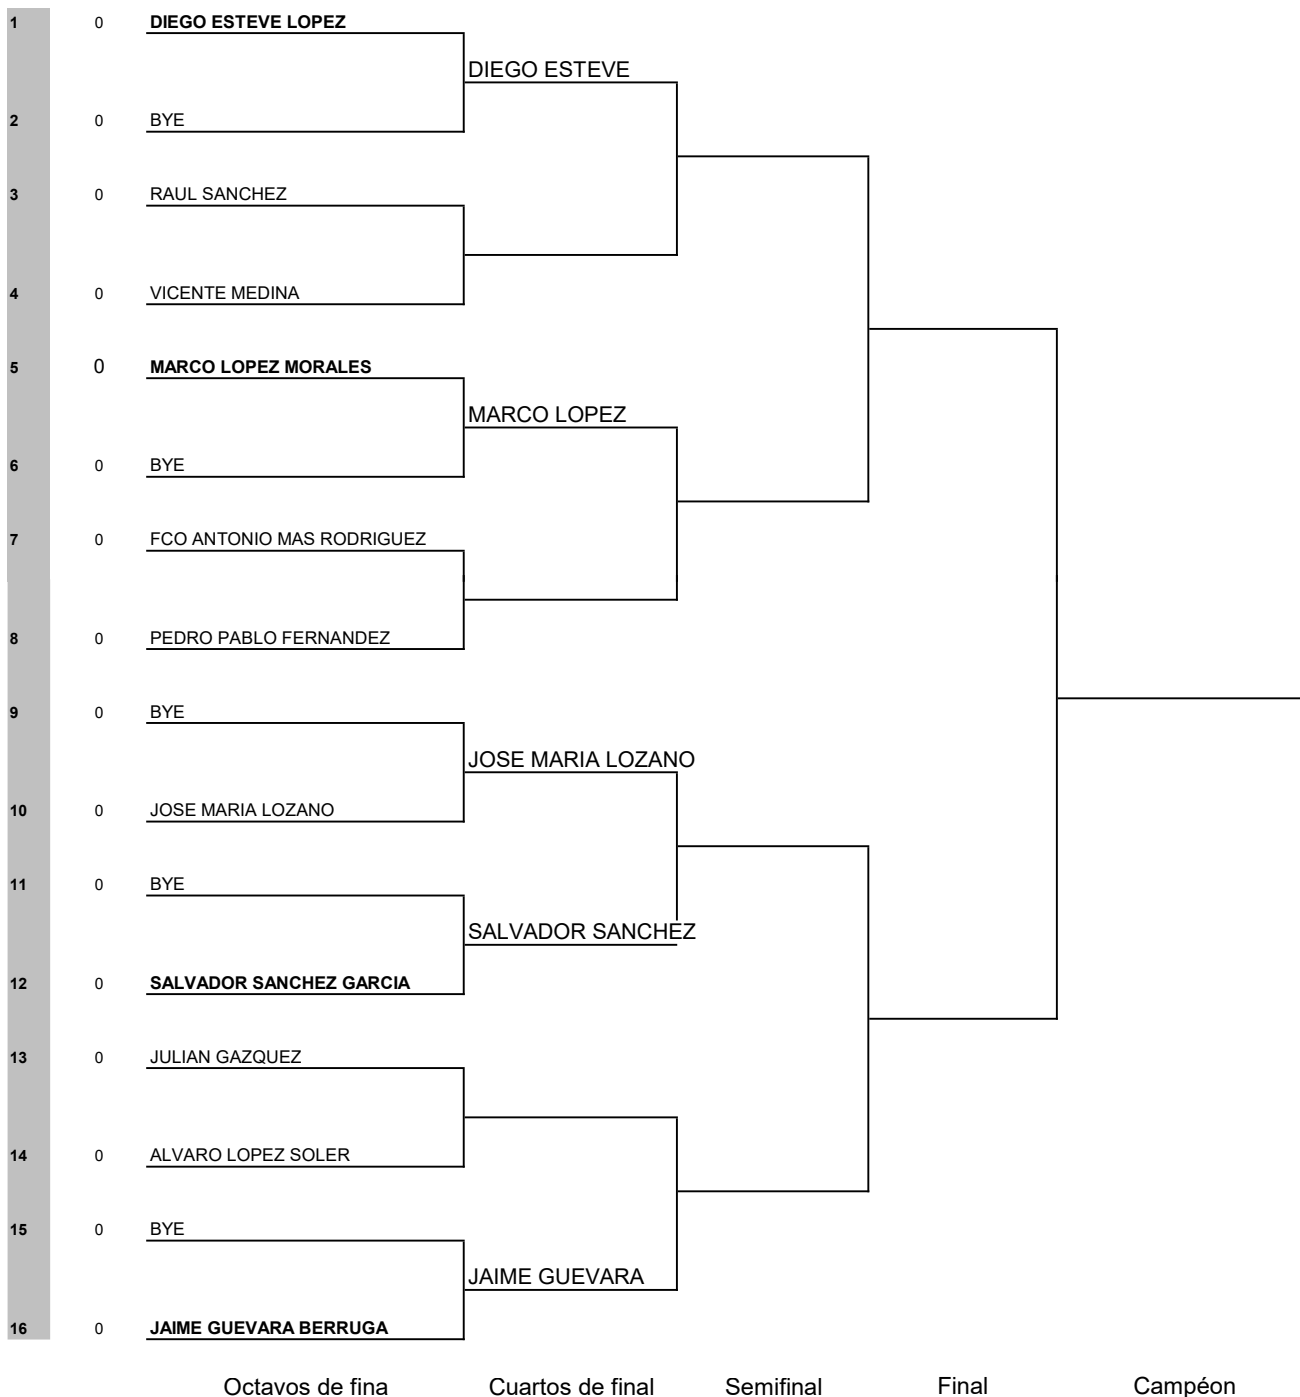 1 0 DIEGO ESTEVE LOPEZ
DIEGO ESTEVE
2 0 BYE
3 0 RAUL SANCHEZ
4 0 VICENTE MEDINA
5 0 MARCO LOPEZ MORALES
MARCO LOPEZ
6 0 BYE
7 0 FCO ANTONIO MAS RODRIGUEZ
8 0 PEDRO PABLO FERNANDEZ
9 0 BYE
JOSE MARIA LOZANO
10 0 JOSE MARIA LOZANO
11 0 BYE
SALVADOR SANCHEZ
12 0 SALVADOR SANCHEZ GARCIA
13 0 JULIAN GAZQUEZ
14 0 ALVARO LOPEZ SOLER
15 0 BYE
JAIME GUEVARA
16 0 JAIME GUEVARA BERRUGA
Octavos de fina Cuartos de final Semifinal Final Campéon